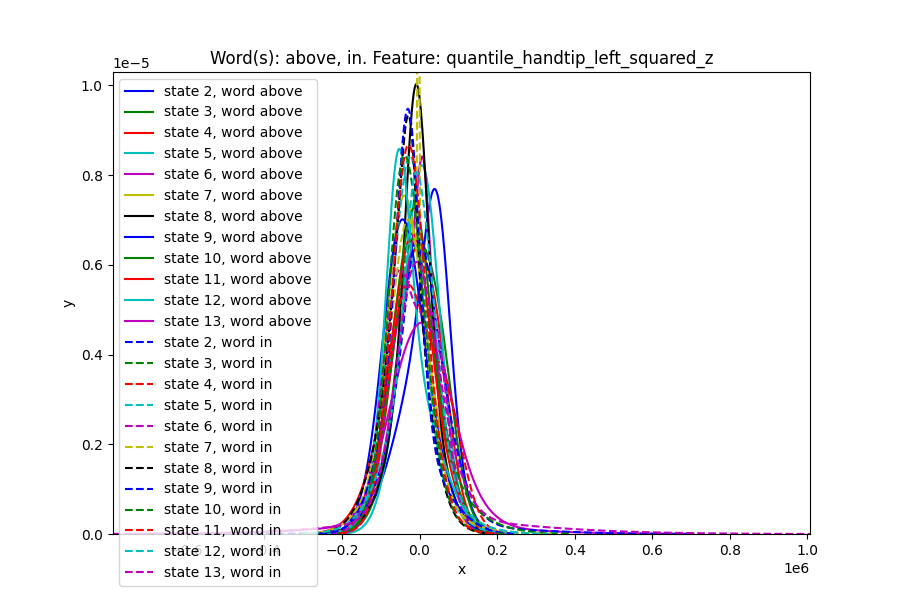 Word(s): above, in. Feature: quantile_handtip_left_squared_z
1e−5
1.0
0.8
0.6
0.4
0.2
0.0
y
state 2, word above
state 3, word above
state 4, word above
state 5, word above
state 6, word above
state 7, word above
state 8, word above
state 9, word above
state 10, word above
state 11, word above
state 12, word above
state 13, word above
state 2, word in
state 3, word in
state 4, word in
state 5, word in
state 6, word in
state 7, word in
state 8, word in
state 9, word in
state 10, word in
state 11, word in
state 12, word in
state 13, word in
−0.2 0.0 0.2 0.4 0.6 0.8 1.0
x
1e6